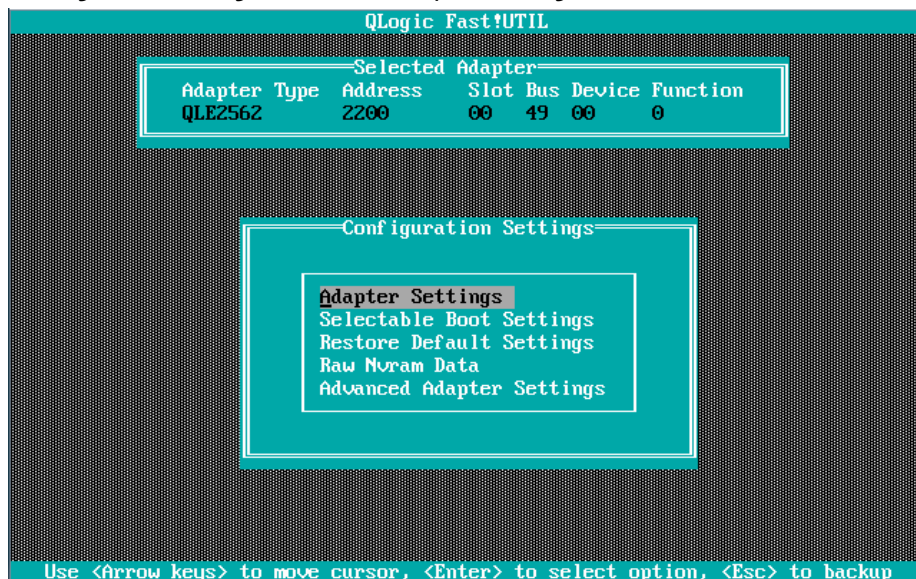 QLogic Fast!UTIL
Selected Adapter
Adapter Type Address Slot Bus Device Function
QLE2562 2200 00 49 00 0
Configuration Settings
Adapter Settings
Selectable Boot Settings
Restore Default Settings
Raw Nvram Data
Advanced Adapter Settings
Use <Arrow keys> to move cursor, <Enter> to select option, <Esc> to backup